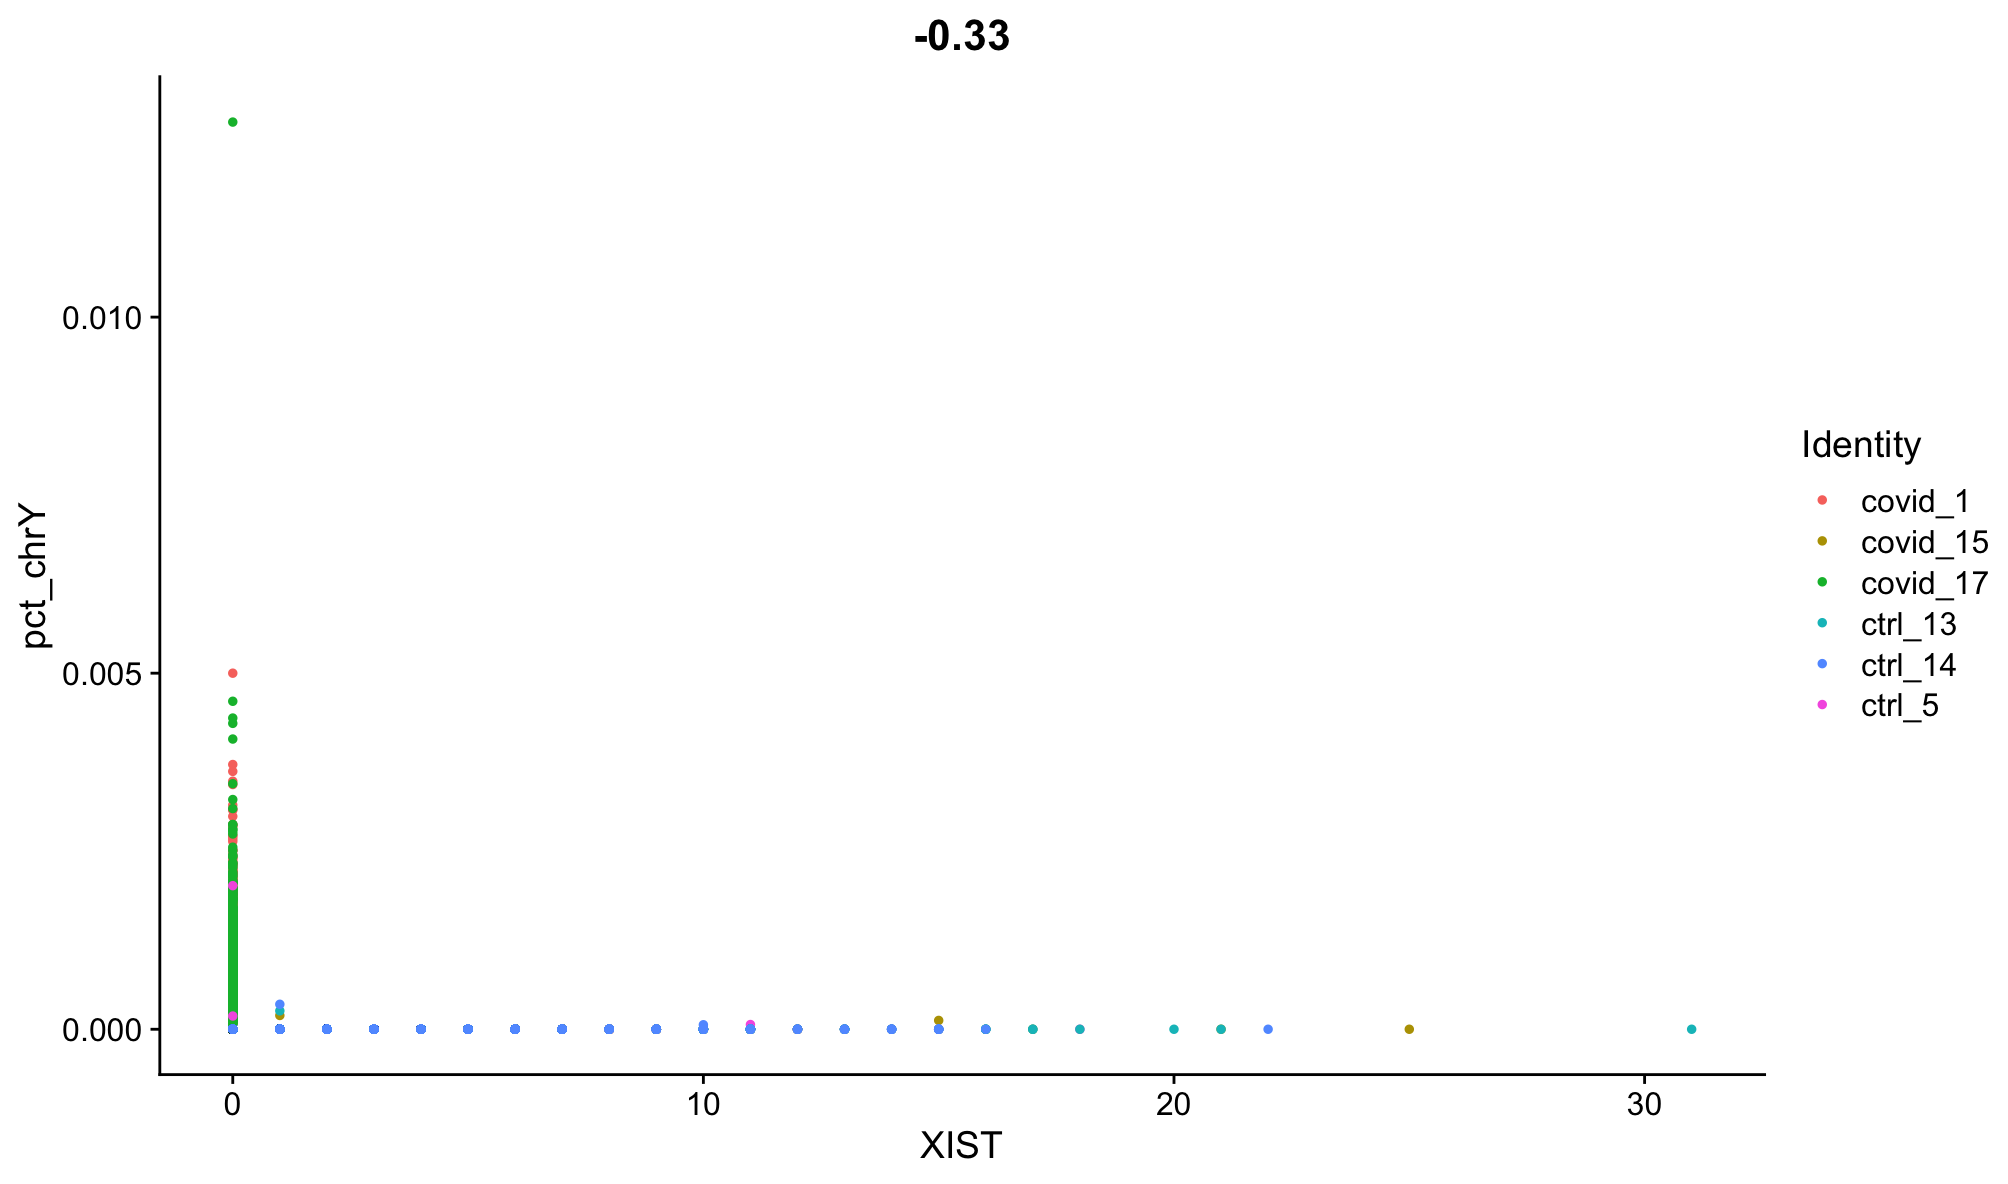 -0.33
0.010
0.005
0.000
pct_chrY
0
10
20
30
XIST
Identity
covid_1
covid_15
covid_17
ctrl_13
ctrl_14
ctrl_5